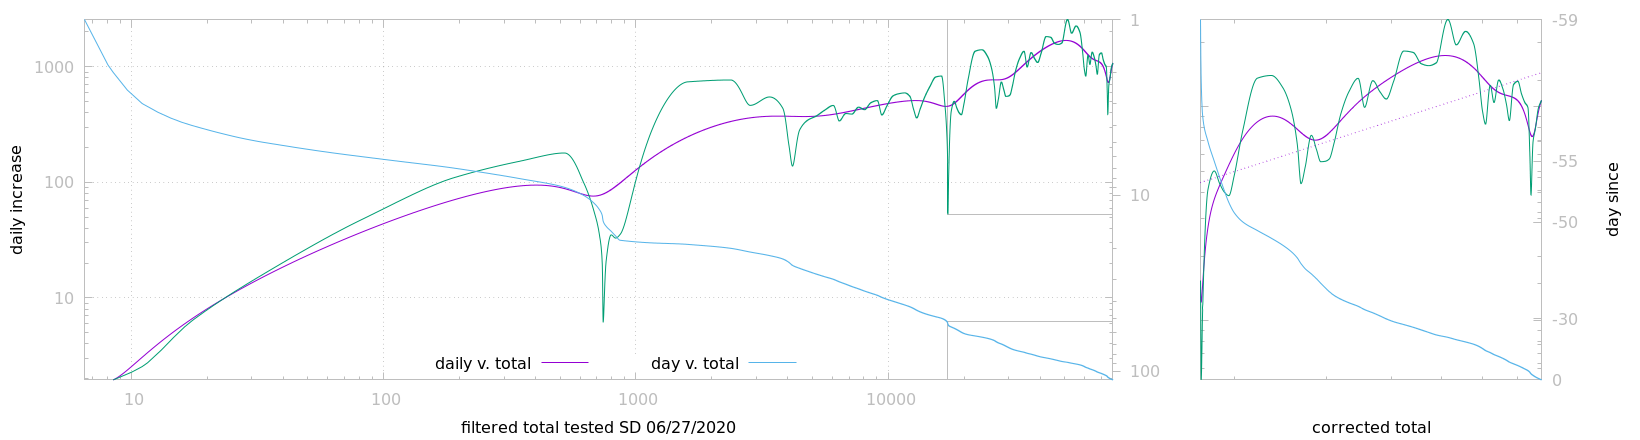 1000
100
10
daily increase
10
100
1000
10000
filtered total tested SD 06/27/2020
daily v. total
day v. total
1
10
100
-59
-55
-50
-30
0
day since
corrected total